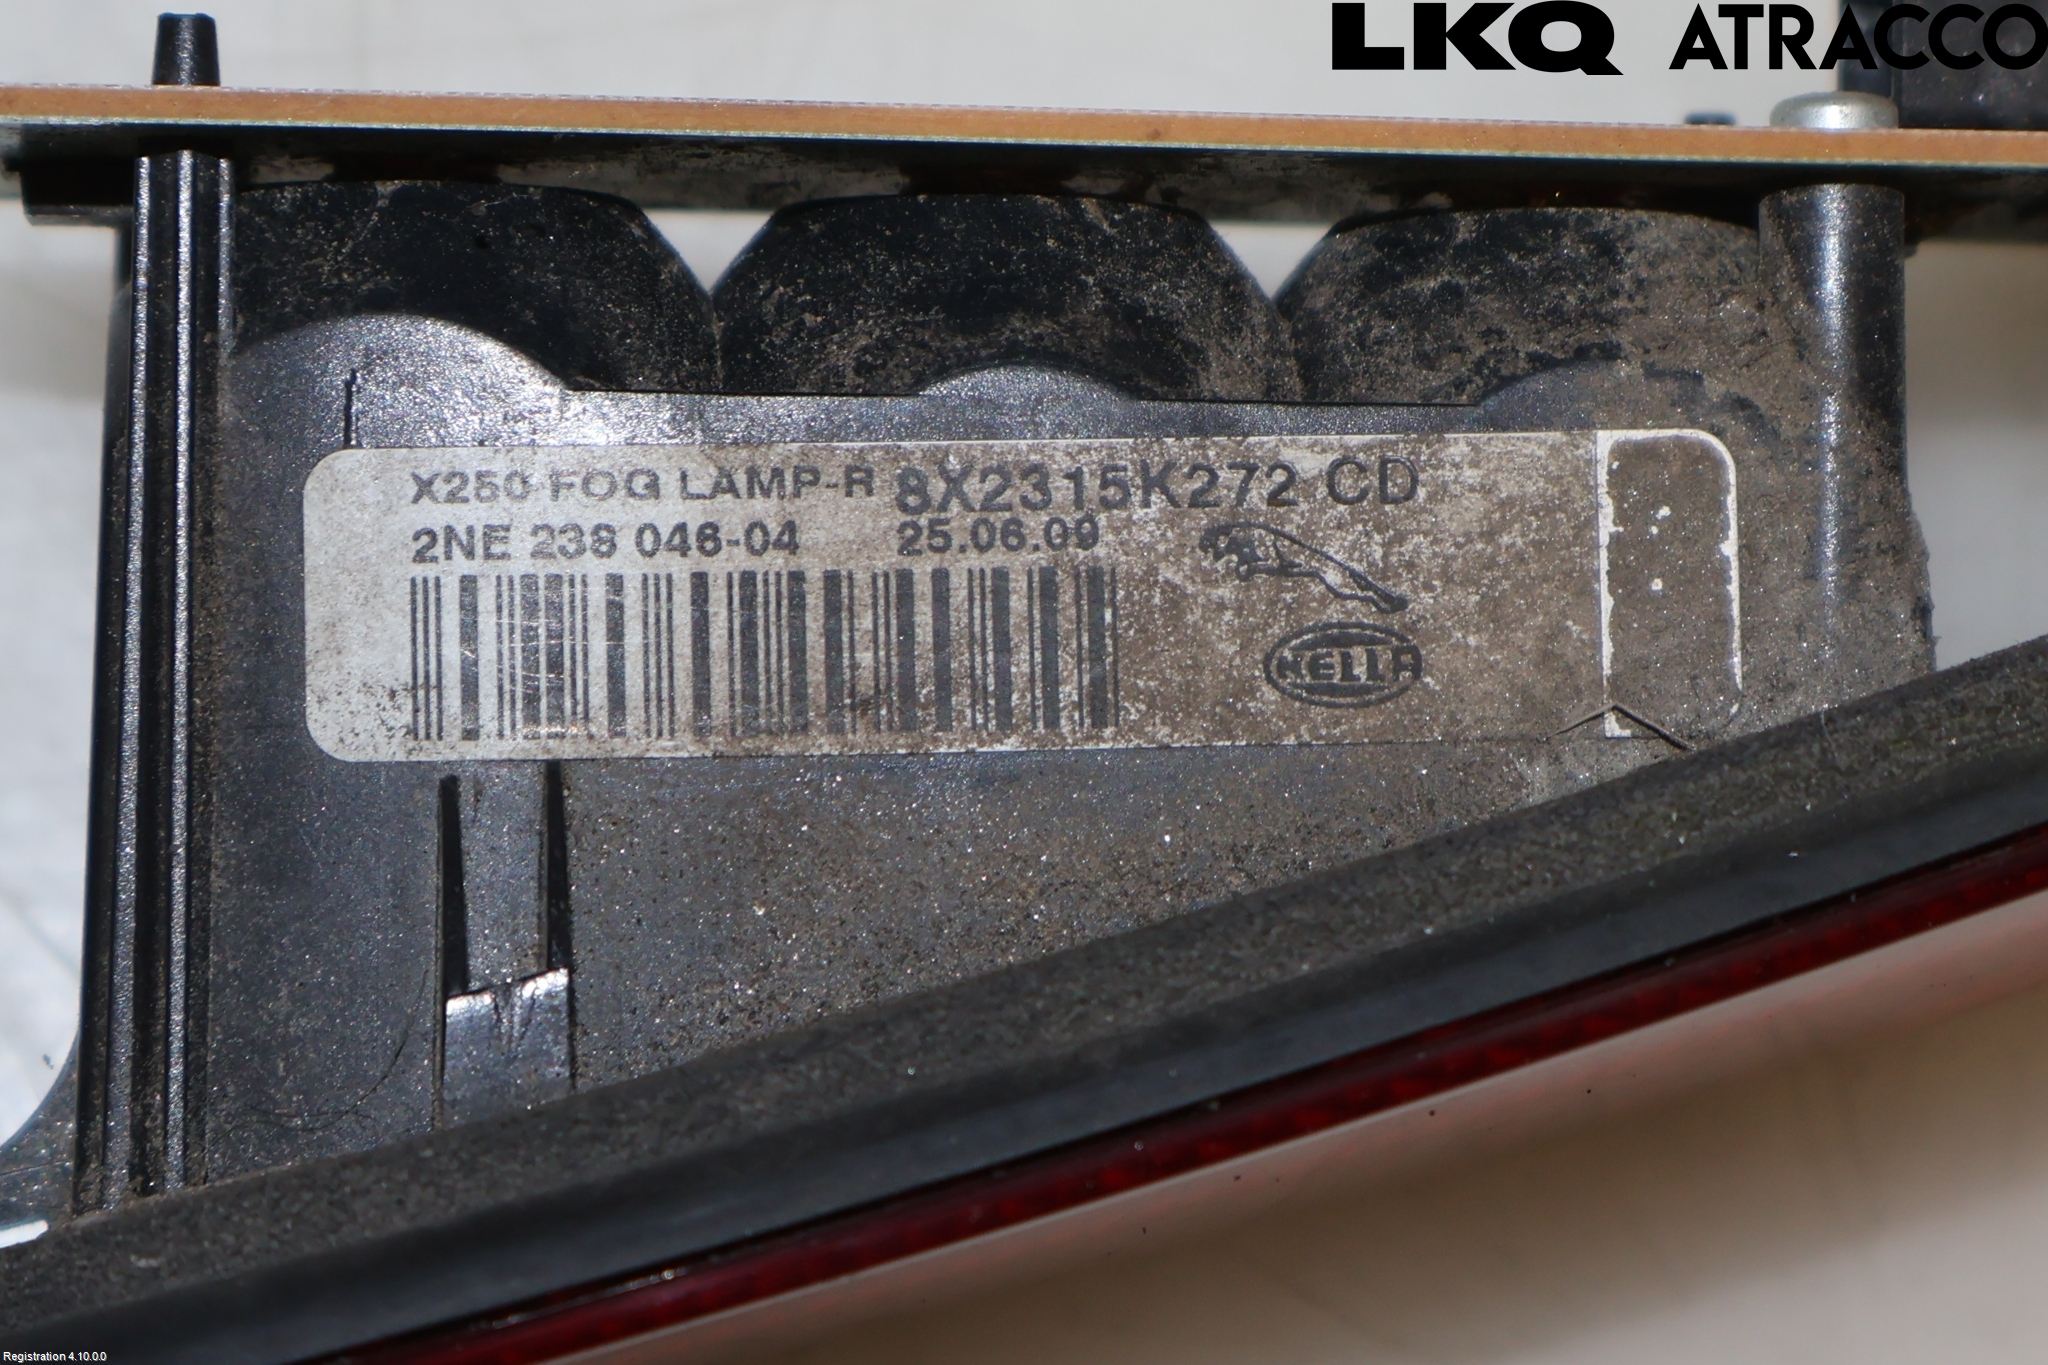 LKQ ATRACCO
X250 FOG LAMP-R 8X2315K272 CD
2NE 238 046-04 25.06.09
HELLA
Registration 4.10.0.0